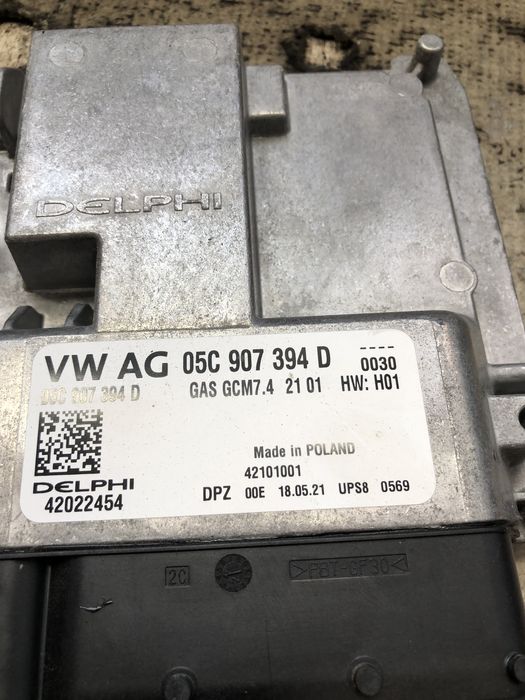 DELPHI
VW AG 05C 907 394 D
----
0030
05C 907 394 D
GAS GCM7.4 21 01 HW: H01
Made in POLAND
42101001
DELPHI
42022454
DPZ 00E 18.05.21 UPS8 0569
2C
>PBT-GF30<